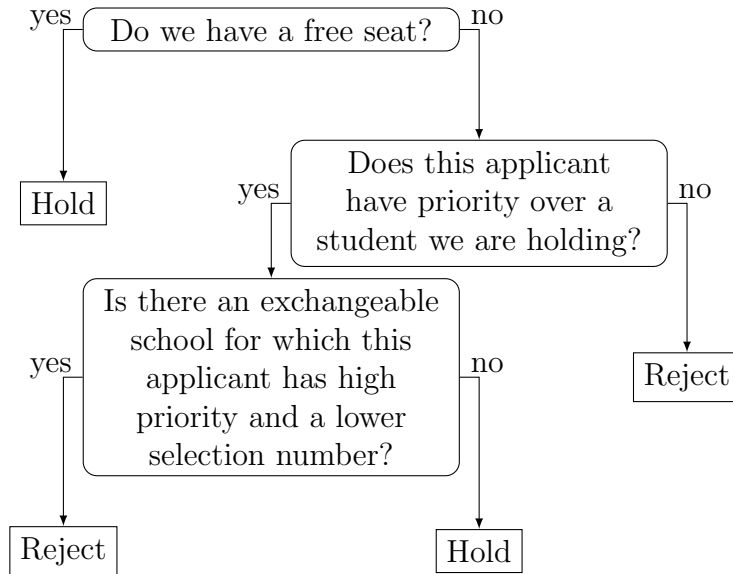 yes
Do we have a free seat?
no
Hold
Does this applicant
have priority over a
student we are holding?
yes
no
Is there an exchangeable
school for which this
applicant has high
priority and a lower
selection number?
yes
no
Reject
Reject
Hold